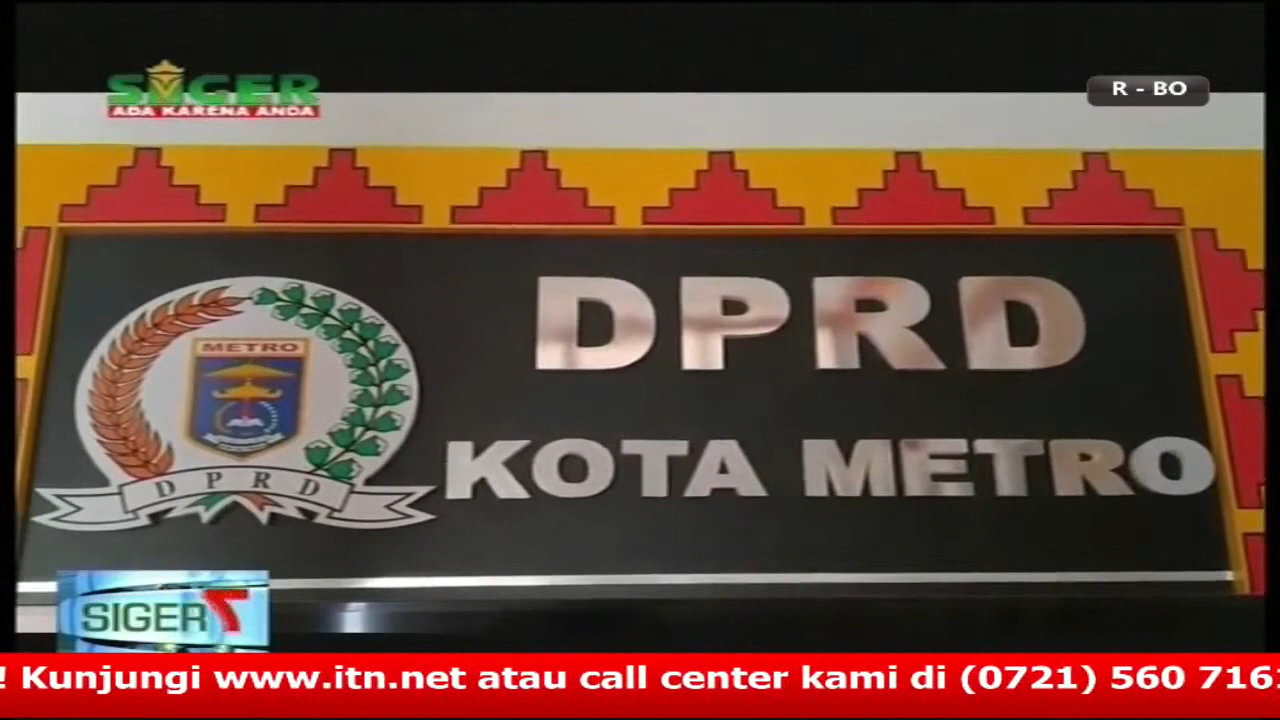 SIGER
ADA KARENA ANDA
R - BO
DPRD
KOTA METRO
METRO
DPRD
SIGER 7
! Kunjungi www.itn.net atau call center kami di (0721) 560 716